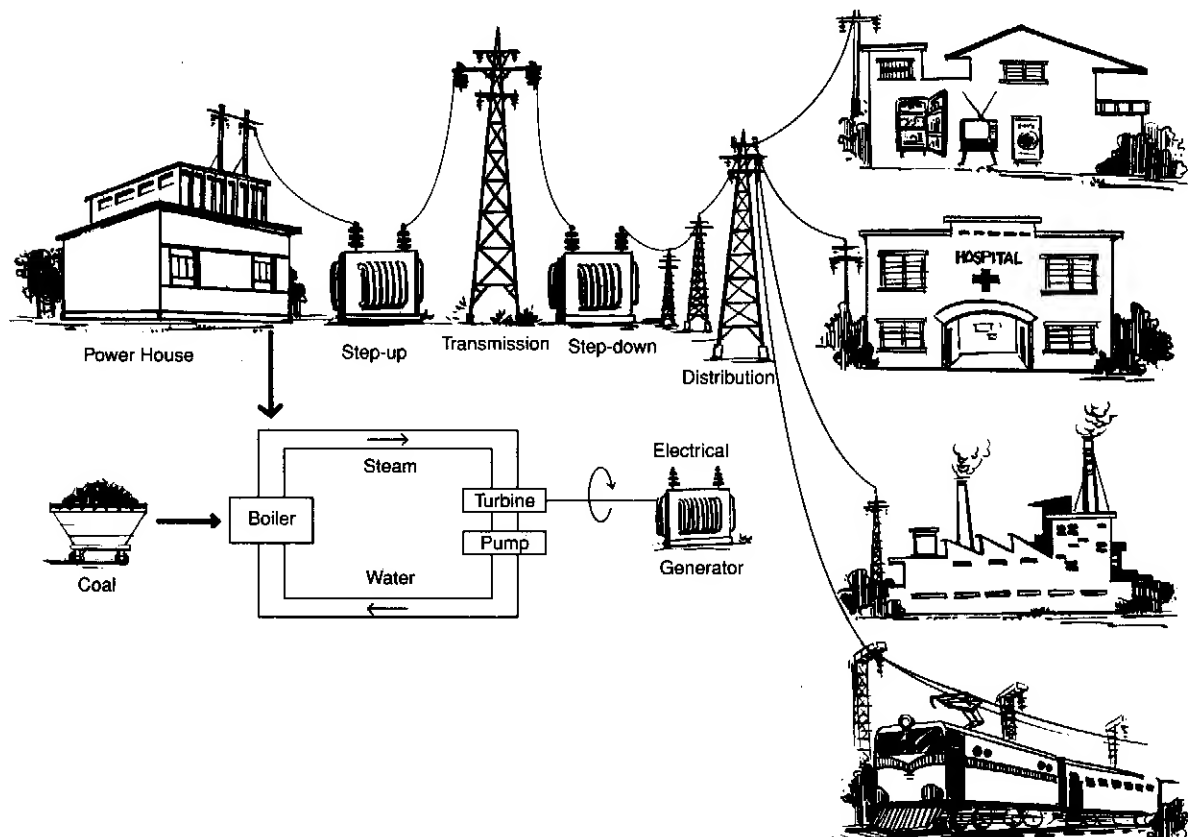 HOSPITAL
Power House
Step-up
Transmission
Step-down
Distribution
Steam
Electrical
Boiler
Turbine
Pump
Coal
Water
Generator